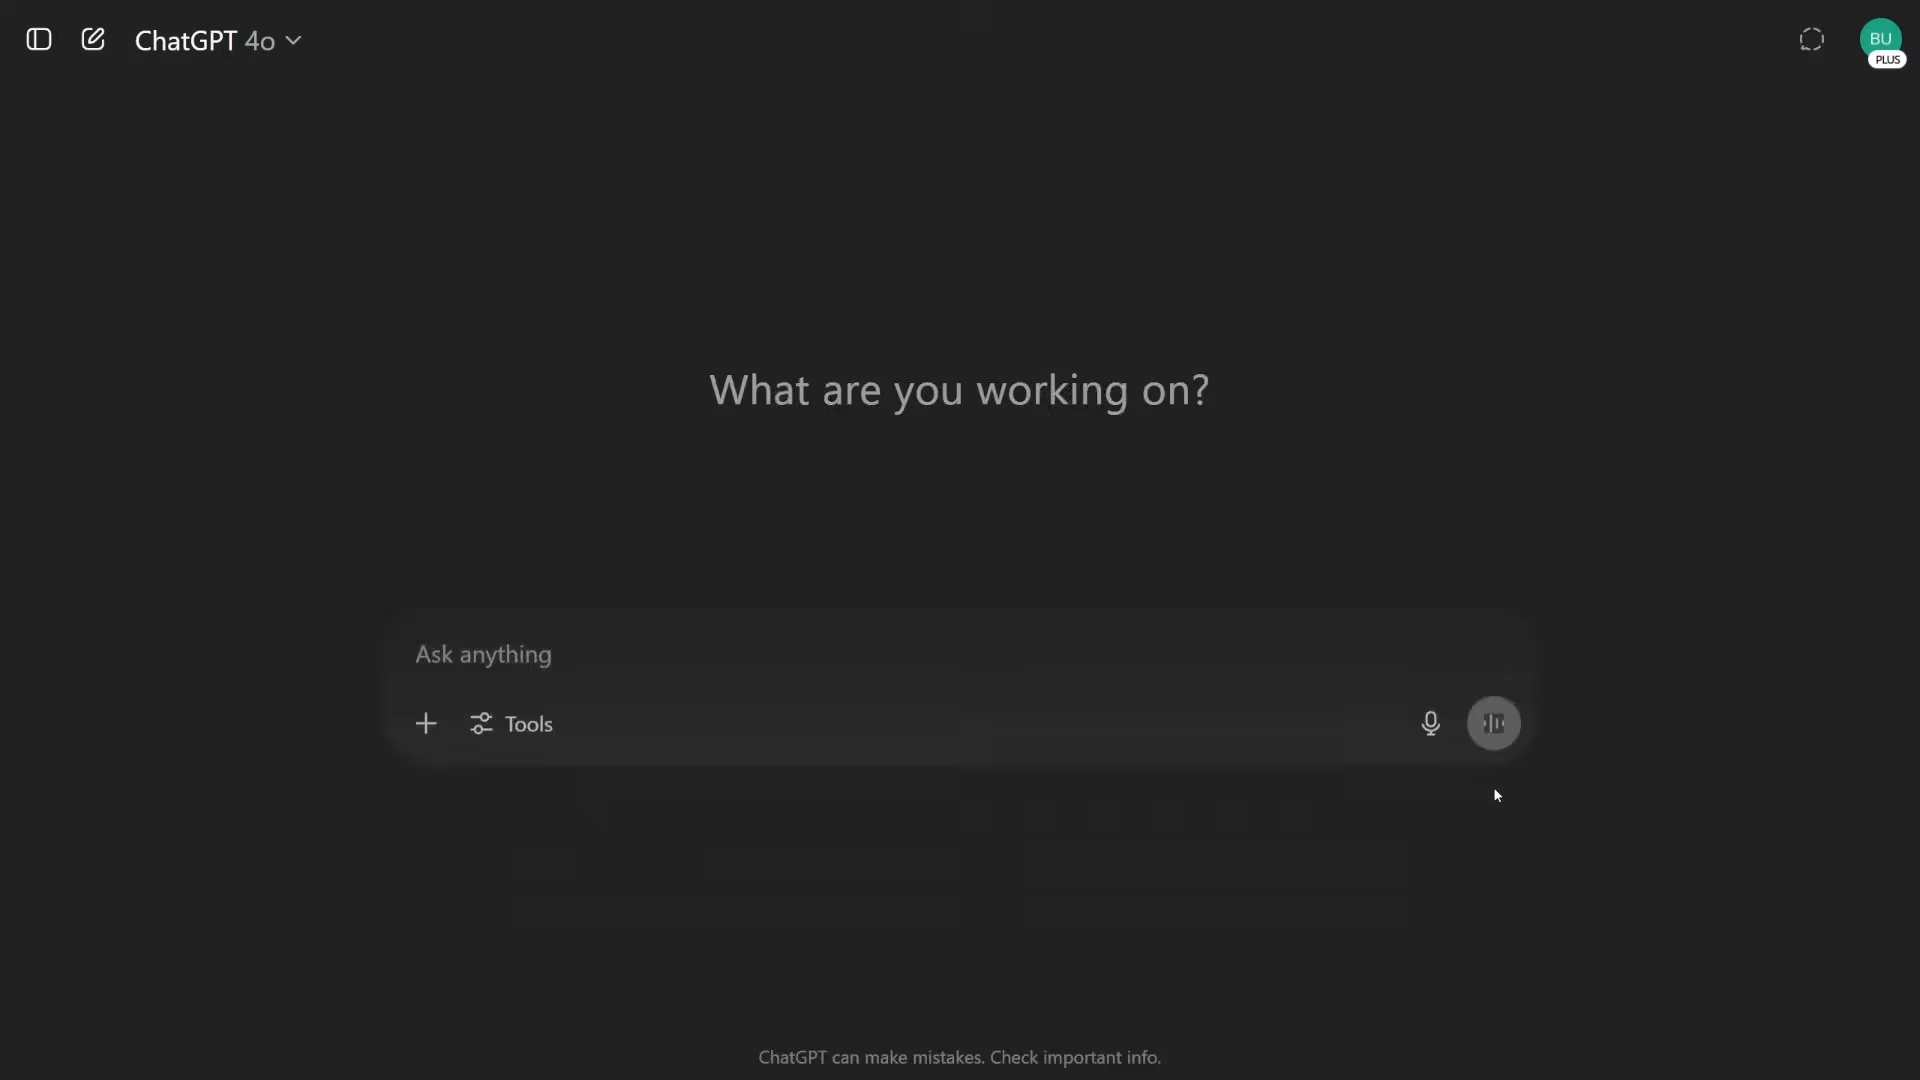 ChatGPT 4o
BU
PLUS
What are you working on?
Ask anything
Tools
ChatGPT can make mistakes. Check important info.